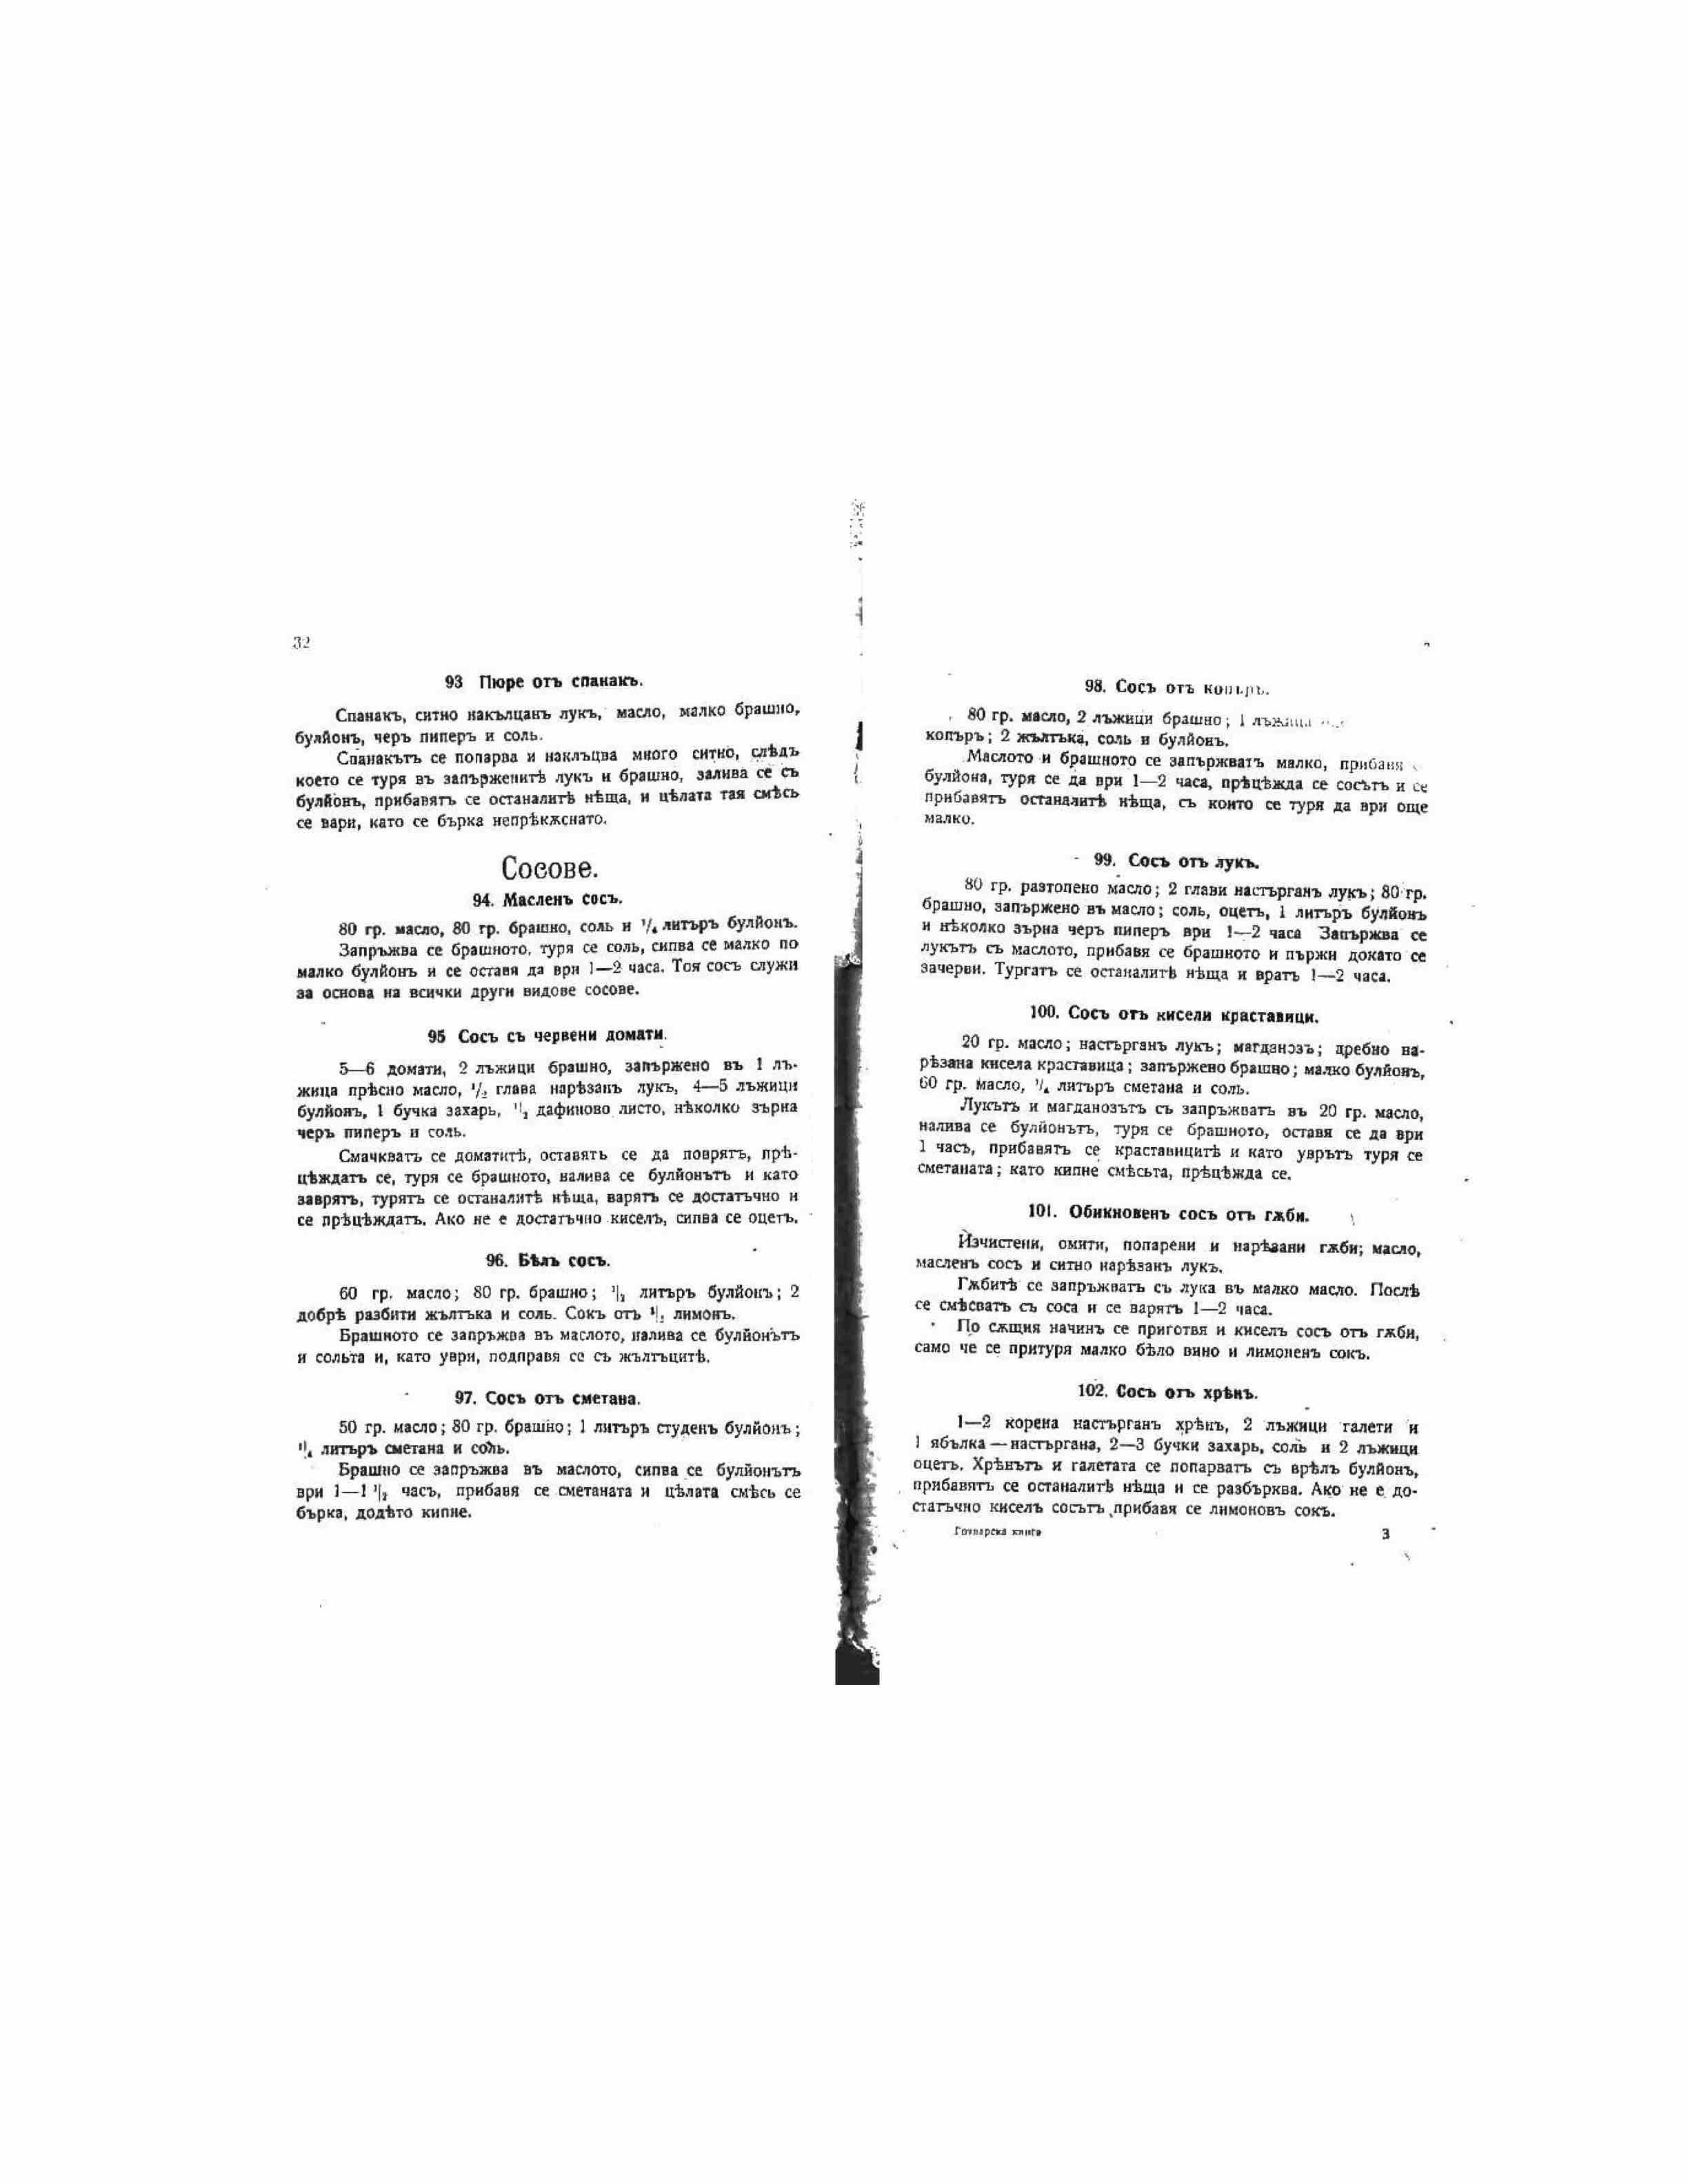 32
93 Пюре отъ спанакъ.
Спанакъ, ситно накълцанъ лукъ, масло, малко брашно,
булйонъ, черъ пиперъ и соль.
Спанакътъ се попарва и наклъцва много ситно, слѣдъ
което се туря въ запърженитѣ лукъ и брашно, залива се съ
булйонъ, прибавятъ се останалитѣ нѣща, и цѣлата тая смѣсь
се вари, като се бърка непрѣкѫснато.
Сосове.
94. Масленъ сосъ.
80 гр. масло, 80 гр. брашно, соль и ¼ литъръ булйонъ.
Запръжва се брашното, туря се соль, сипва се малко по
малко булйонъ и се оставя да ври 1—2 часа. Тоя сосъ служи
за основа на всички други видове сосове.
95 Сосъ съ червени домати.
5—6 домати, 2 лъжици брашно, запържено въ 1 лъ-
жица прѣсно масло, ½ глава нарѣзанъ лукъ, 4—5 лъжици
булйонъ, 1 бучка захарь, ½ дафиново листо, нѣколко зърна
черъ пиперъ и соль.
Смачкватъ се доматитѣ, оставятъ се да поврятъ, прѣ-
цѣждатъ се, туря се брашното, налива се булйонътъ и като
заврятъ, турятъ се останалитѣ нѣща, варятъ се достатъчно и
се прѣцѣждатъ. Ако не е достатъчно киселъ, сипва се оцетъ.
96. Бѣлъ сосъ.
60 гр. масло; 80 гр. брашно; ½ литъръ булйонъ; 2
добрѣ разбити жълтъка и соль. Сокъ отъ ½ лимонъ.
Брашното се запръжва въ маслото, налива се булйонътъ
и сольта и, като уври, подправя се съ жълтъцитѣ.
97. Сосъ отъ сметана.
50 гр. масло; 80 гр. брашно; 1 литъръ студенъ булйонъ;
¼ литъръ сметана и соль.
Брашно се запръжва въ маслото, сипва се булйонътъ
ври 1—1 ½ часъ, прибавя се сметаната и цѣлата смѣсь се
бърка, додѣто кипне.
98. Сосъ отъ копъръ.
80 гр. масло, 2 лъжици брашно; 1 лъжица
копъръ; 2 жълтъка, соль и булйонъ.
Маслото и брашното се запържватъ малко, прибавя
булйона, туря се да ври 1—2 часа, прѣцѣжда се сосътъ и се
прибавятъ останалитѣ нѣща, съ които се туря да ври още
малко.
99. Сосъ отъ лукъ.
80 гр. разтопено масло; 2 глави настърганъ лукъ; 80 гр.
брашно, запържено въ масло; соль, оцетъ, 1 литъръ булйонъ
и нѣколко зърна черъ пиперъ ври 1—2 часа Запържва се
лукътъ съ маслото, прибавя се брашното и пържи докато се
зачерви. Тургатъ се останалитѣ нѣща и вратъ 1—2 часа.
100. Сосъ отъ кисели краставици.
20 гр. масло; настърганъ лукъ; магданозъ; дребно на-
рѣзана кисела краставица; запържено брашно; малко булйонъ,
60 гр. масло, ¼ литъръ сметана и соль.
Лукътъ и магданозътъ съ запръжватъ въ 20 гр. масло,
налива се булйонътъ, туря се брашното, оставя се да ври
1 часъ, прибавятъ се краставицитѣ и като уврътъ туря се
сметаната; като кипне смѣсьта, прѣцѣжда се.
101. Обикновенъ сосъ отъ гѫби.
Изчистени, омити, попарени и нарѣзани гѫби; масло,
масленъ сосъ и ситно нарѣзанъ лукъ.
Гѫбитѣ се запръжватъ съ лука въ малко масло. Послѣ
се смѣсватъ съ соса и се варятъ 1—2 часа.
По сѫщия начинъ се приготвя и киселъ сосъ отъ гѫби,
само че се притуря малко бѣло вино и лимоненъ сокъ.
102. Сосъ отъ хрѣнъ.
1—2 корена настърганъ хрѣнъ, 2 лъжици галети и
1 ябълка—настъргана, 2—3 бучки захарь, соль и 2 лъжици
оцетъ. Хрѣнътъ и галетата се попарватъ съ врѣлъ булйонъ,
прибавятъ се останалитѣ нѣща и се разбърква. Ако не е до-
статъчно киселъ сосътъ прибавя се лимоновъ сокъ.
Готварска книга 3